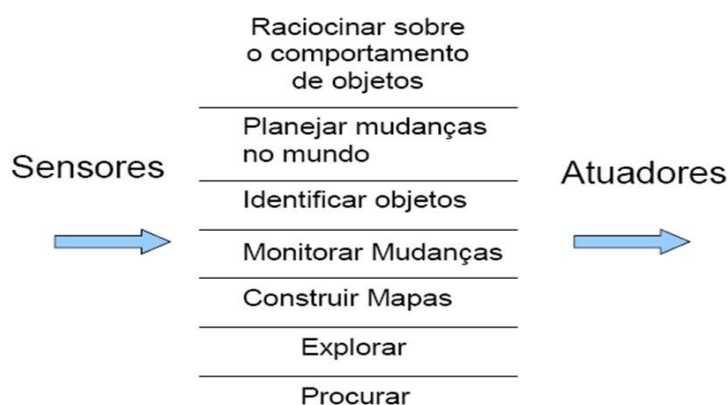 Raciocinar sobre
o comportamento
de objetos
Planejar mudanças
no mundo
Sensores
Atuadores
Identificar objetos
Monitorar Mudanças
Construir Mapas
Explorar
Procurar